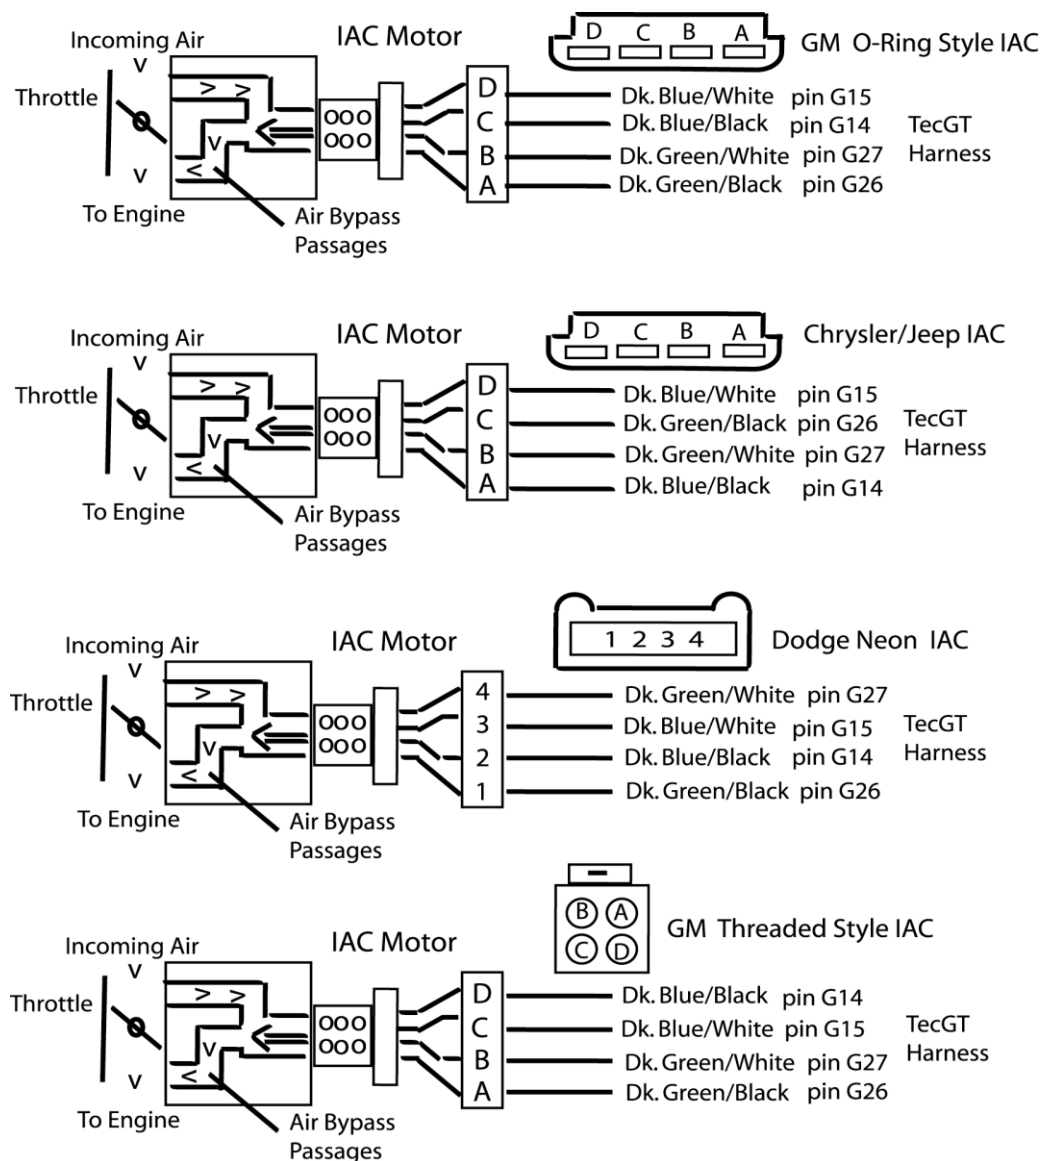 Incoming Air
IAC Motor
D C B A
GM O-Ring Style IAC
Throttle
D
Dk. Blue/White pin G15
C
Dk. Blue/Black pin G14
B
Dk. Green/White pin G27
A
Dk. Green/Black pin G26
TecGT
Harness
To Engine
Air Bypass
Passages
Incoming Air
IAC Motor
D C B A
Chrysler/Jeep IAC
Throttle
D
Dk. Blue/White pin G15
C
Dk. Green/Black pin G26
B
Dk. Green/White pin G27
A
Dk. Blue/Black pin G14
TecGT
Harness
To Engine
Air Bypass
Passages
Incoming Air
IAC Motor
1 2 3 4
Dodge Neon IAC
Throttle
4
Dk. Green/White pin G27
3
Dk. Blue/White pin G15
2
Dk. Blue/Black pin G14
1
Dk. Green/Black pin G26
TecGT
Harness
To Engine
Air Bypass
Passages
Incoming Air
IAC Motor
B A
C D
GM Threaded Style IAC
Throttle
D
Dk. Blue/Black pin G14
C
Dk. Blue/White pin G15
B
Dk. Green/White pin G27
A
Dk. Green/Black pin G26
TecGT
Harness
To Engine
Air Bypass
Passages